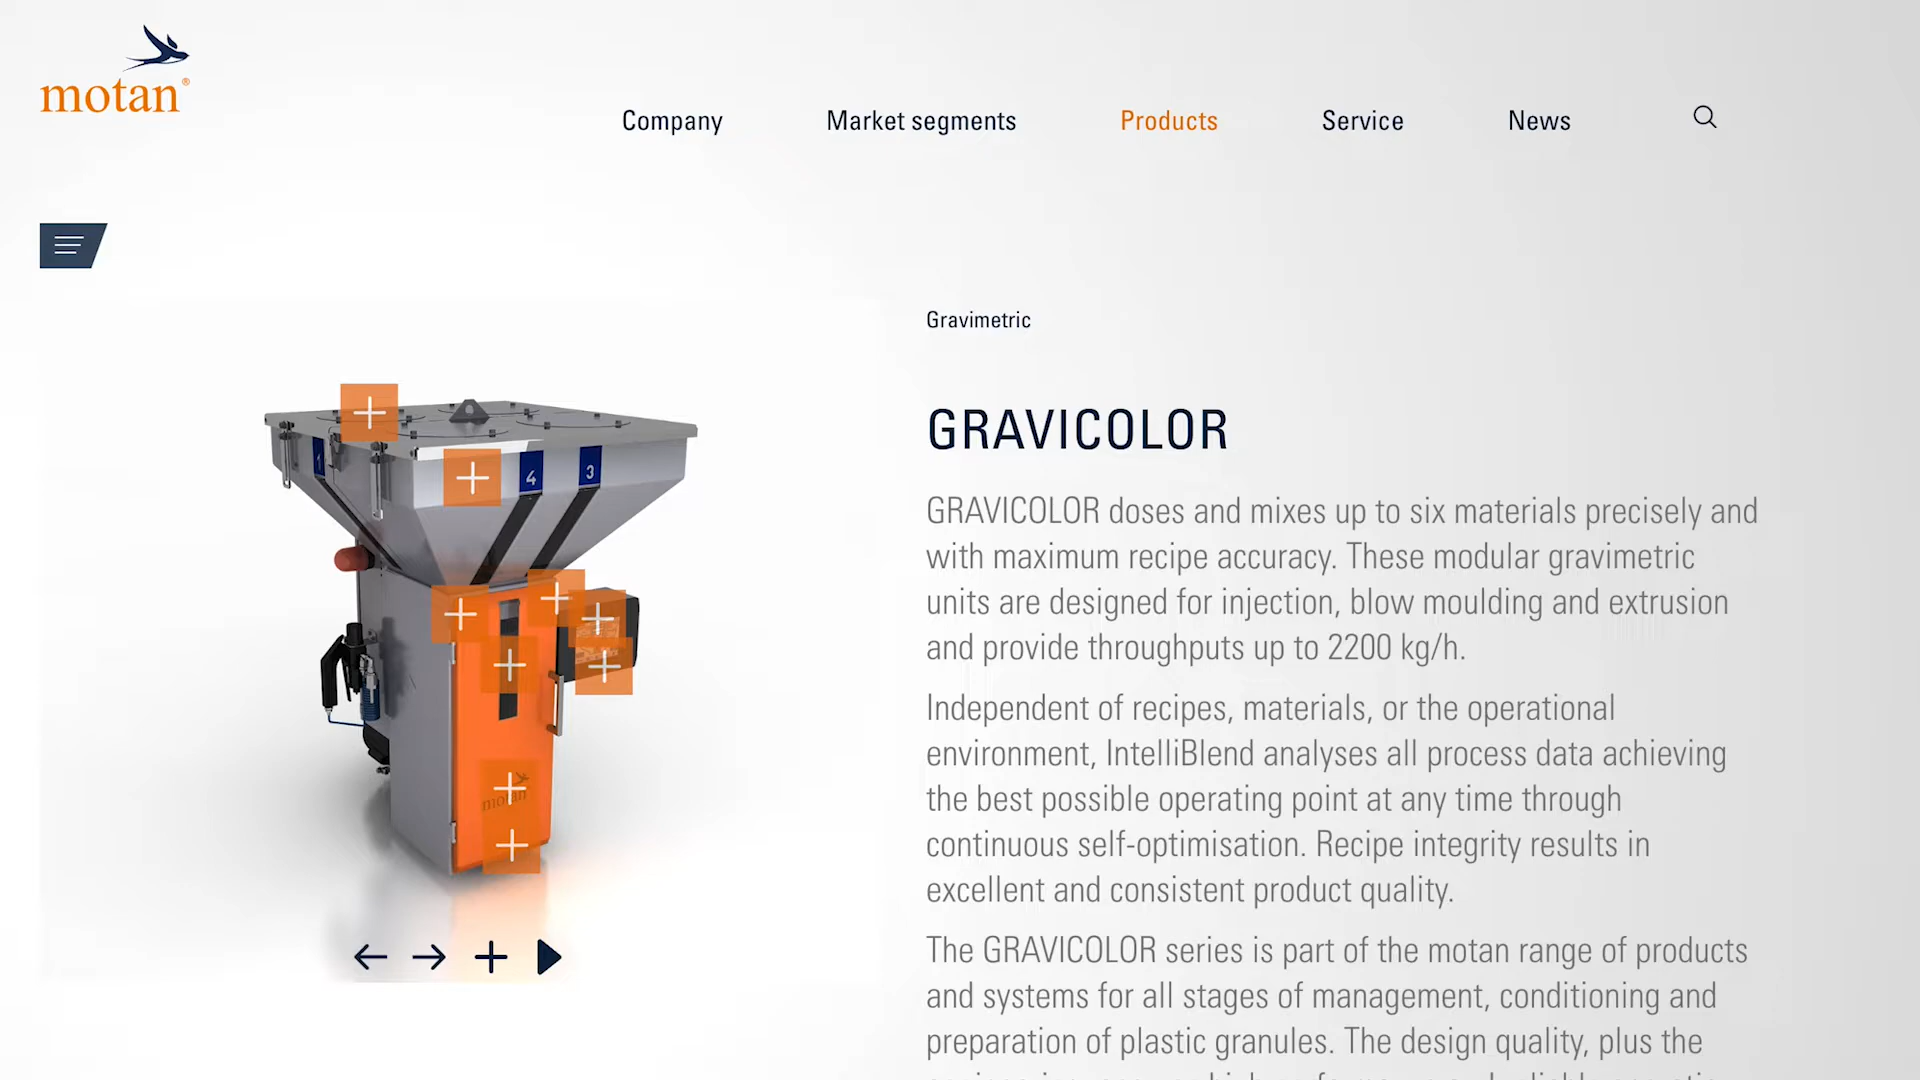 motan®
Company
Market segments
Products
Service
News
Gravimetric
GRAVICOLOR
GRAVICOLOR doses and mixes up to six materials precisely and
with maximum recipe accuracy. These modular gravimetric
units are designed for injection, blow moulding and extrusion
and provide throughputs up to 2200 kg/h.
Independent of recipes, materials, or the operational
environment, IntelliBlend analyses all process data achieving
the best possible operating point at any time through
continuous self-optimisation. Recipe integrity results in
excellent and consistent product quality.
The GRAVICOLOR series is part of the motan range of products
and systems for all stages of management, conditioning and
preparation of plastic granules. The design quality, plus the
1
4
3
motan